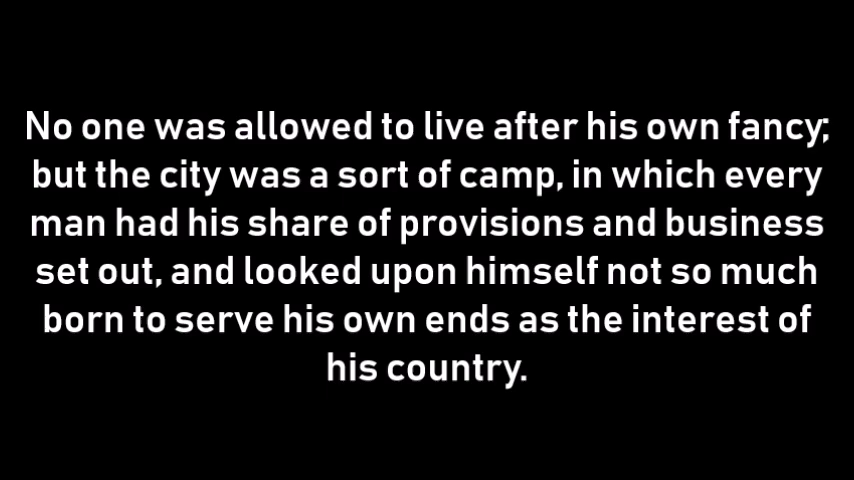 No one was allowed to live after his own fancy;
but the city was a sort of camp, in which every
man had his share of provisions and business
set out, and looked upon himself not so much
born to serve his own ends as the interest of
his country.